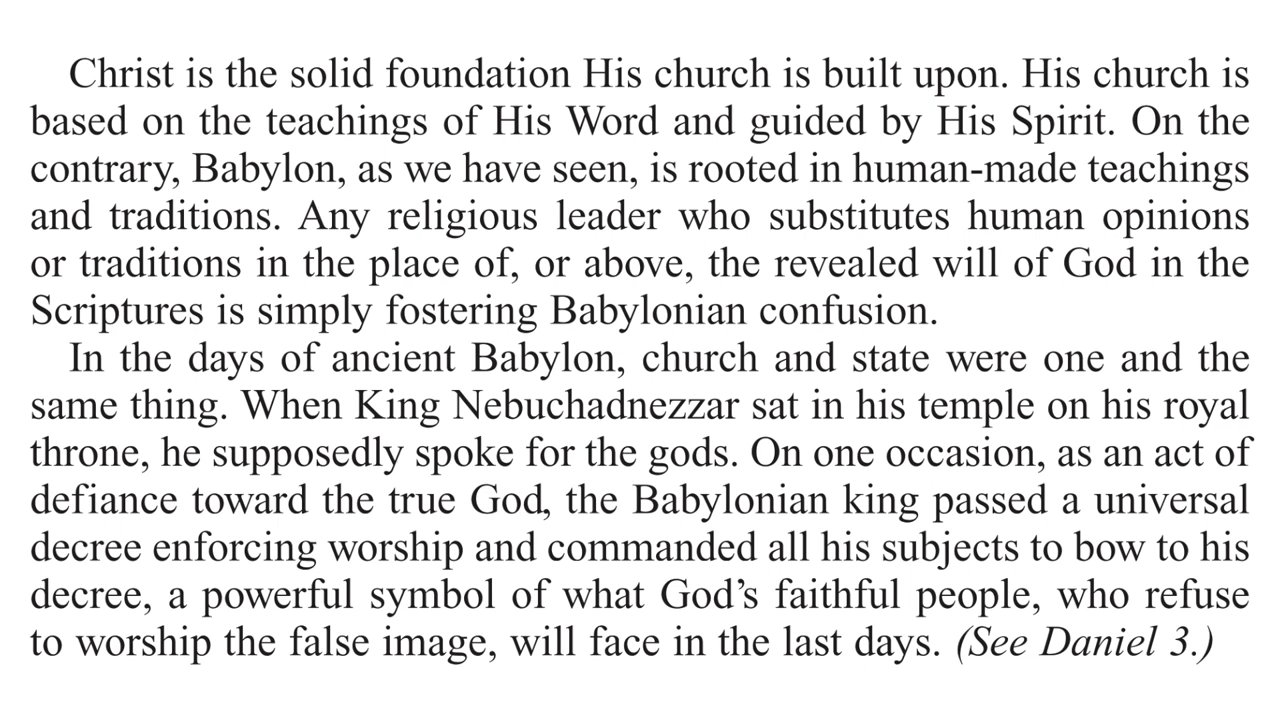 Christ is the solid foundation His church is built upon. His church is
based on the teachings of His Word and guided by His Spirit. On the
contrary, Babylon, as we have seen, is rooted in human-made teachings
and traditions. Any religious leader who substitutes human opinions
or traditions in the place of, or above, the revealed will of God in the
Scriptures is simply fostering Babylonian confusion.
In the days of ancient Babylon, church and state were one and the
same thing. When King Nebuchadnezzar sat in his temple on his royal
throne, he supposedly spoke for the gods. On one occasion, as an act of
defiance toward the true God, the Babylonian king passed a universal
decree enforcing worship and commanded all his subjects to bow to his
decree, a powerful symbol of what God’s faithful people, who refuse
to worship the false image, will face in the last days. (See Daniel 3.)